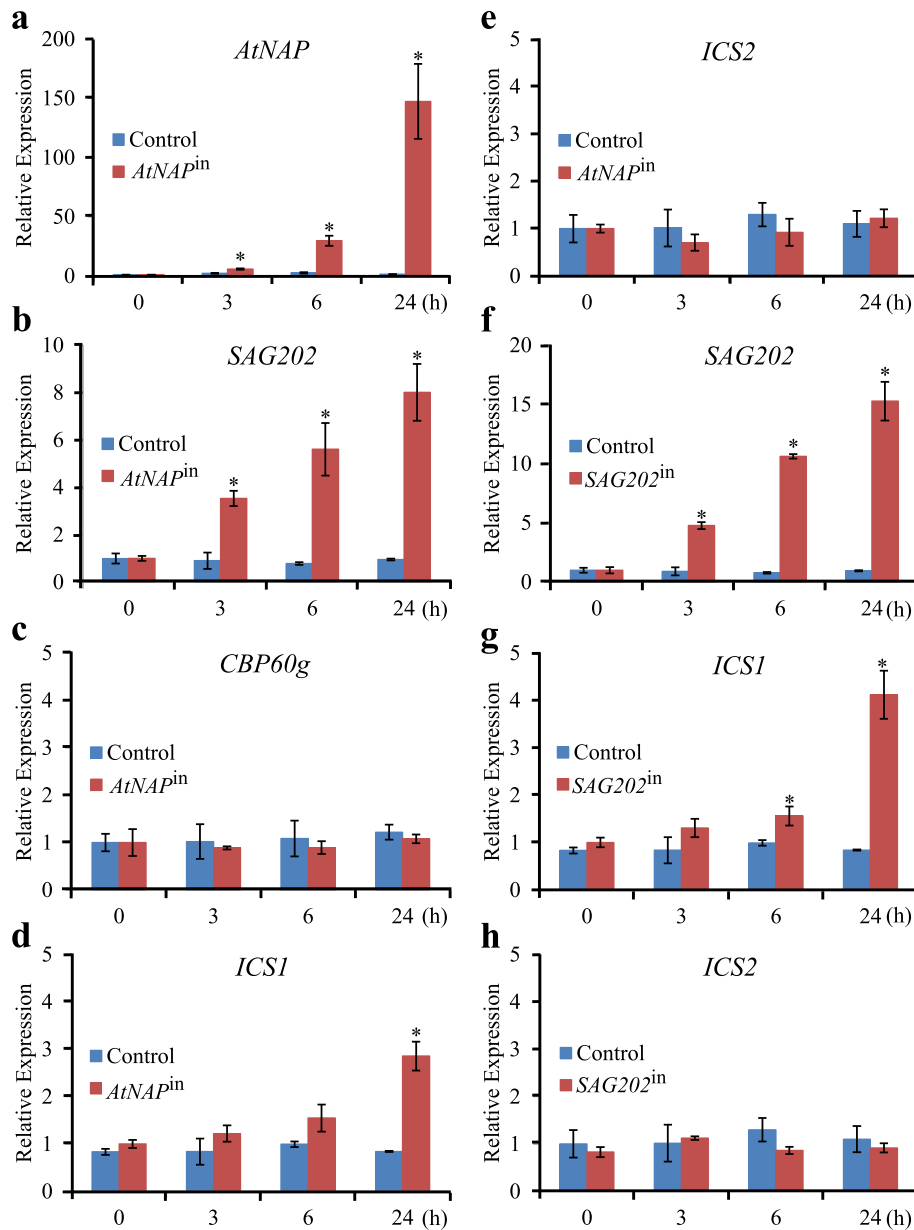 a
AtNAP
200
150
100
50
0
Relative Expression
Control
AtNAPin
*
*
*
0 3 6 24 (h)
b
SAG202
10
8
6
4
2
0
Relative Expression
Control
AtNAPin
*
*
*
0 3 6 24 (h)
c
CBP60g
5
4
3
2
1
0
Relative Expression
Control
AtNAPin
0 3 6 24 (h)
d
ICS1
5
4
3
2
1
0
Relative Expression
Control
AtNAPin
*
0 3 6 24 (h)
e
ICS2
5
4
3
2
1
0
Relative Expression
Control
AtNAPin
0 3 6 24 (h)
f
SAG202
20
15
10
5
0
Relative Expression
Control
SAG202in
*
*
*
0 3 6 24 (h)
g
ICS1
5
4
3
2
1
0
Relative Expression
Control
SAG202in
*
*
0 3 6 24 (h)
h
ICS2
5
4
3
2
1
0
Relative Expression
Control
SAG202in
0 3 6 24 (h)